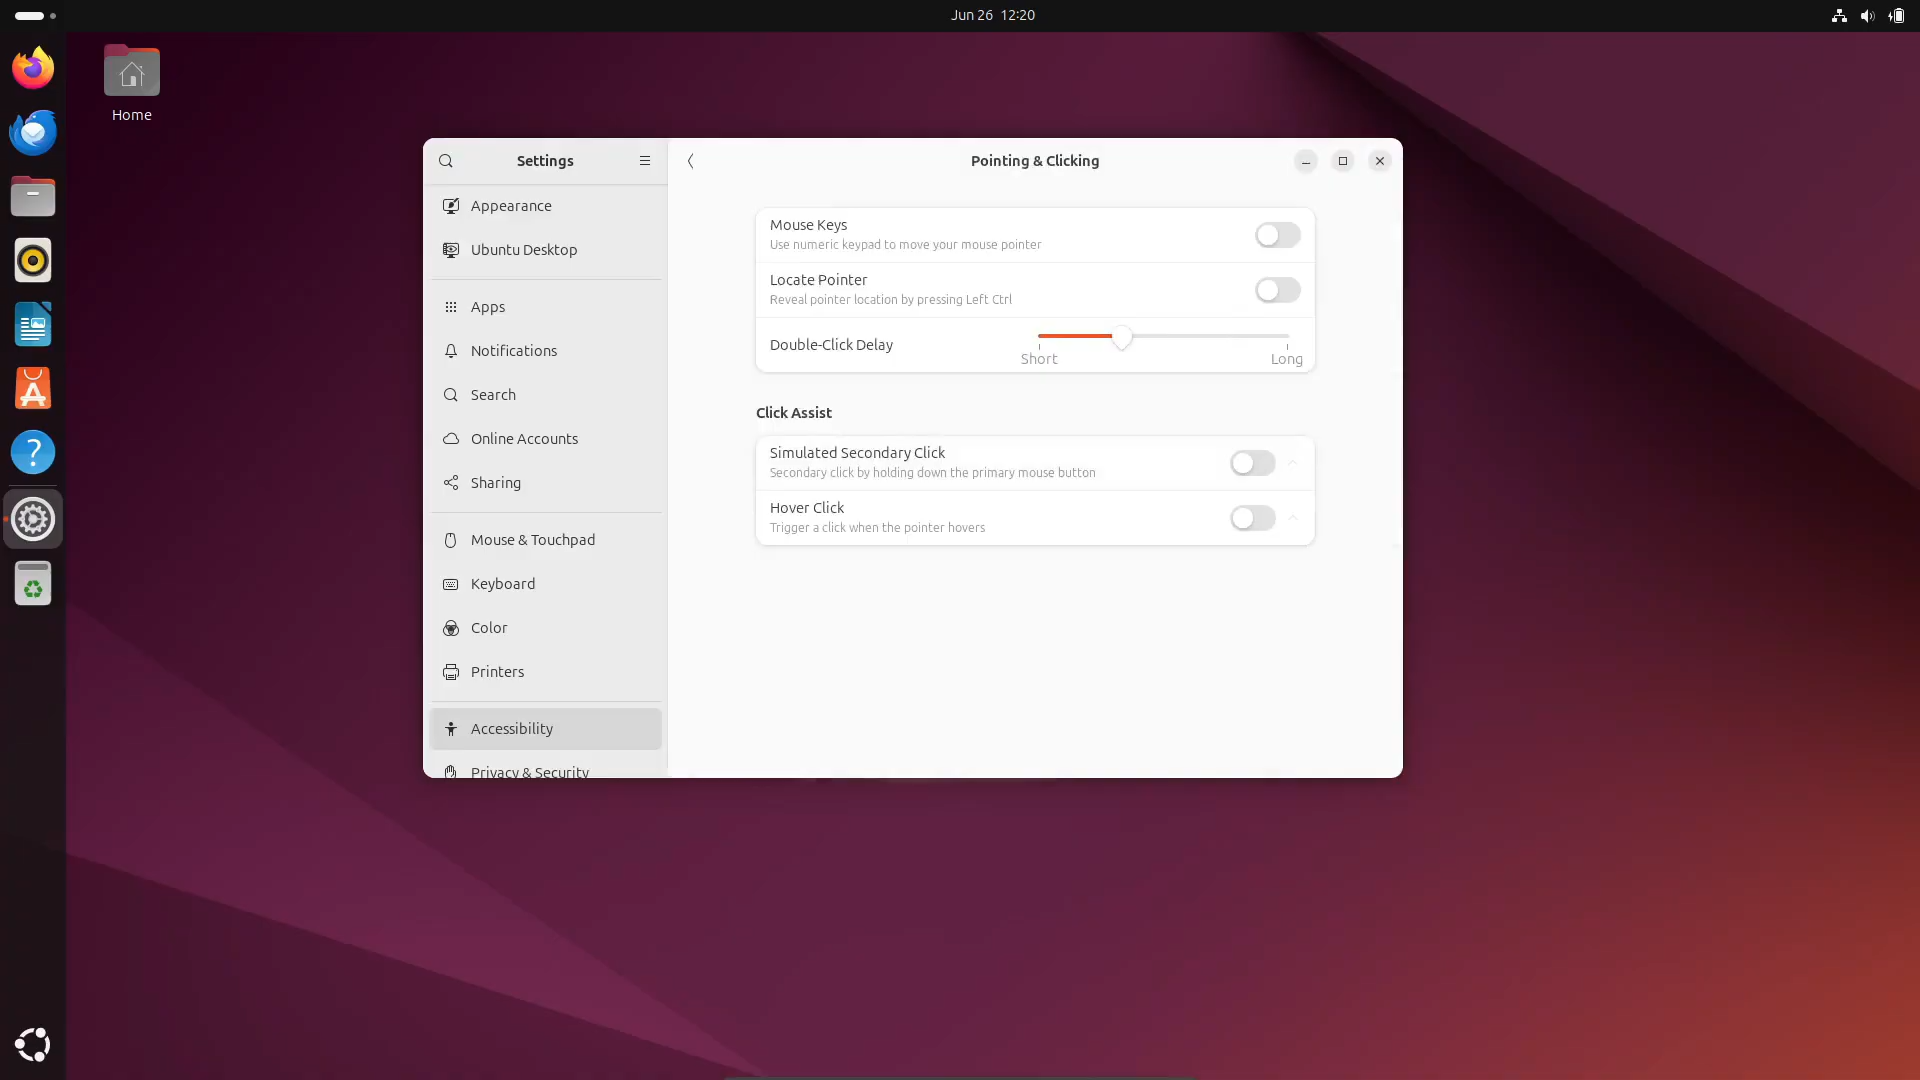 Jun 26 12:20
Home
Settings
Appearance
Ubuntu Desktop
Apps
Notifications
Search
Online Accounts
Sharing
Mouse & Touchpad
Keyboard
Color
Printers
Accessibility
Privacy & Security
Pointing & Clicking
Mouse Keys
Use numeric keypad to move your mouse pointer
Locate Pointer
Reveal pointer location by pressing Left Ctrl
Double-Click Delay
Short Long
Click Assist
Simulated Secondary Click
Secondary click by holding down the primary mouse button
Hover Click
Trigger a click when the pointer hovers